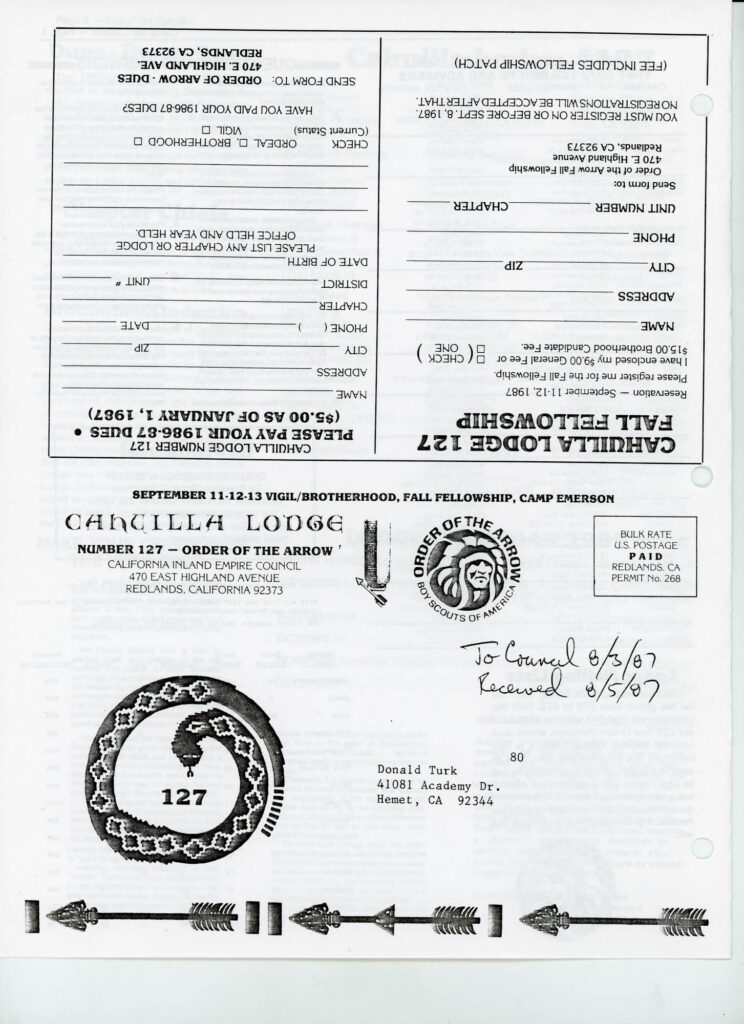 CAHUILLA LODGE 127
FALL FELLOWSHIP
Reservation — September 11-12, 1987
Please register me for the Fall Fellowship.
I have enclosed my $9.00 General Fee or
$15.00 Brotherhood Candidate Fee.
( CHECK
ONE )
NAME
ADDRESS
CITY ZIP
PHONE
UNIT NUMBER CHAPTER
Send form to:
Order of the Arrow Fall Fellowship
470 E. Highland Avenue
Redlands, CA 92373
YOU MUST REGISTER ON OR BEFORE SEPT. 8, 1987.
NO REGISTRATIONS WILL BE ACCEPTED AFTER THAT.
(FEE INCLUDES FELLOWSHIP PATCH)
CAHUILLA LODGE NUMBER 127
PLEASE PAY YOUR 1986-87 DUES •
($5.00 AS OF JANUARY 1, 1987)
NAME
ADDRESS
CITY ZIP
PHONE ( ) DATE
CHAPTER
DISTRICT UNIT #
DATE OF BIRTH
PLEASE LIST ANY CHAPTER OR LODGE
OFFICE HELD AND YEAR HELD.
CHECK ORDEAL □ BROTHERHOOD □
(Current Status) VIGIL □
HAVE YOU PAID YOUR 1986-87 DUES?
SEND FORM TO: ORDER OF ARROW - DUES
470 E. HIGHLAND AVE.
REDLANDS, CA 92373
SEPTEMBER 11-12-13 VIGIL/BROTHERHOOD, FALL FELLOWSHIP, CAMP EMERSON
CAHUILLA LODGE
NUMBER 127 — ORDER OF THE ARROW
CALIFORNIA INLAND EMPIRE COUNCIL
470 EAST HIGHLAND AVENUE
REDLANDS, CALIFORNIA 92373
ORDER OF THE ARROW
BOY SCOUTS OF AMERICA
BULK RATE
U.S. POSTAGE
PAID
REDLANDS, CA
PERMIT No. 268
To Council 8/3/87
Received 8/5/87
127
80
Donald Turk
41081 Academy Dr.
Hemet, CA 92344